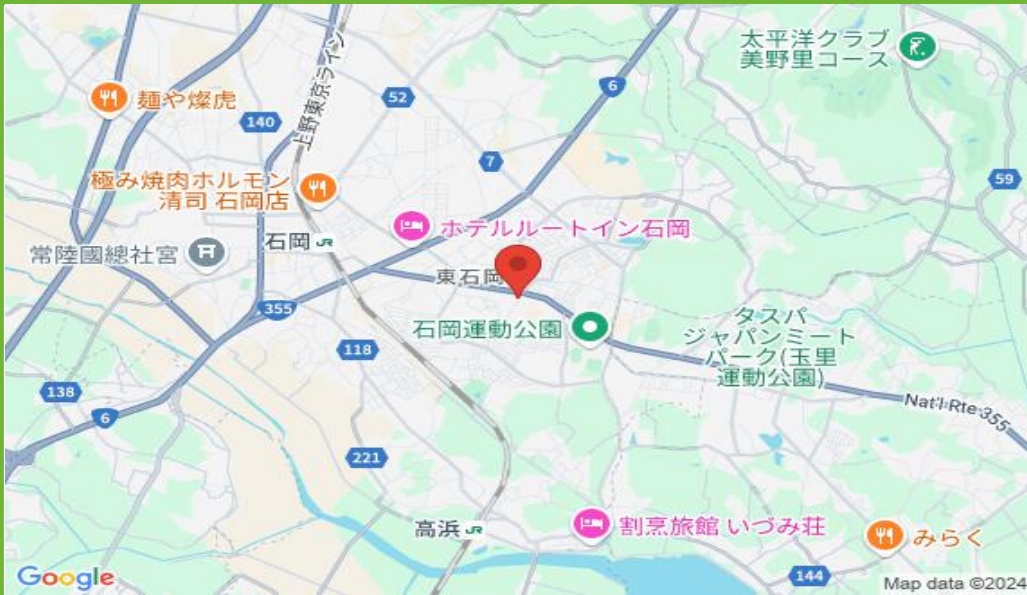 太平洋クラブ
美野里コース
上野東京ライン
6
麺や燦虎
52
140
7
59
極み焼肉ホルモン
清司 石岡店
ホテルルートイン石岡
石岡 JR
常陸國總社宮
東石岡
355
石岡運動公園
タスパ
ジャパンミート
パーク(玉里
運動公園)
118
138
6
Nat'l Rte 355
221
高浜 JR
割烹旅館 いづみ荘
みらく
144
Google
Map data ©2024